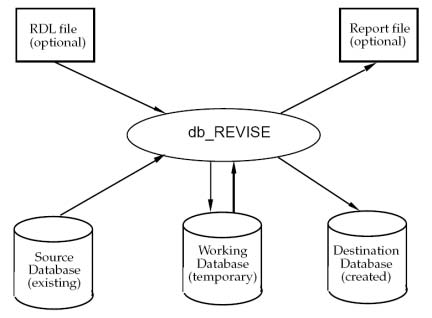 RDL file
(optional)
Report file
(optional)
db_REVISE
Source
Database
(existing)
Working
Database
(temporary)
Destination
Database
(created)